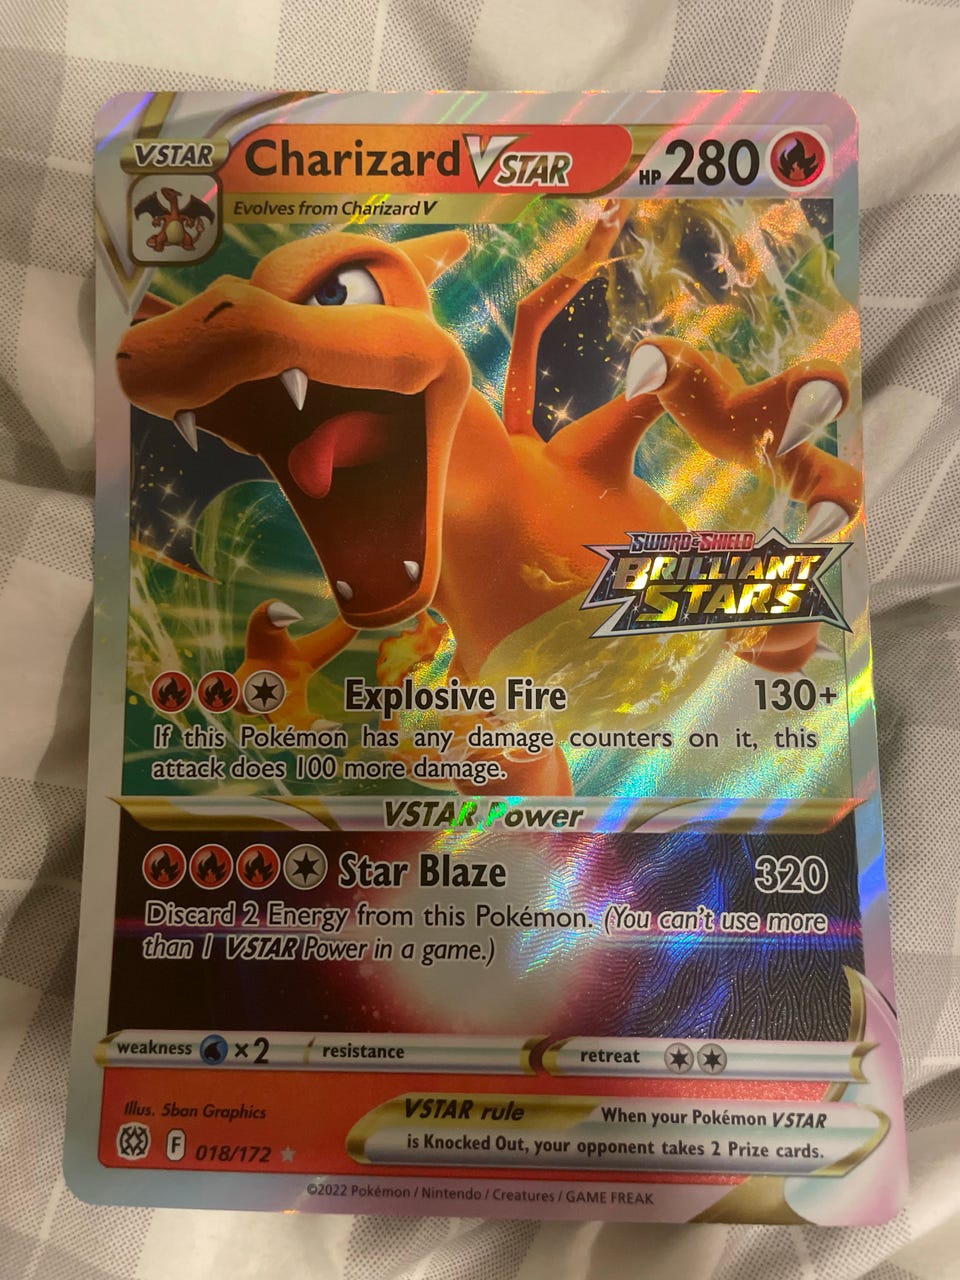 VSTAR
Charizard VSTAR
HP 280
Evolves from Charizard V
SWORD & SHIELD
BRILLIANT
STARS
Explosive Fire 130+
If this Pokémon has any damage counters on it, this
attack does 100 more damage.
VSTAR Power
Star Blaze 320
Discard 2 Energy from this Pokémon. (You can't use more
than 1 VSTAR Power in a game.)
weakness ×2 resistance retreat
Illus. 5ban Graphics
F 018/172
VSTAR rule When your Pokémon VSTAR
is Knocked Out, your opponent takes 2 Prize cards.
©2022 Pokémon / Nintendo / Creatures / GAME FREAK